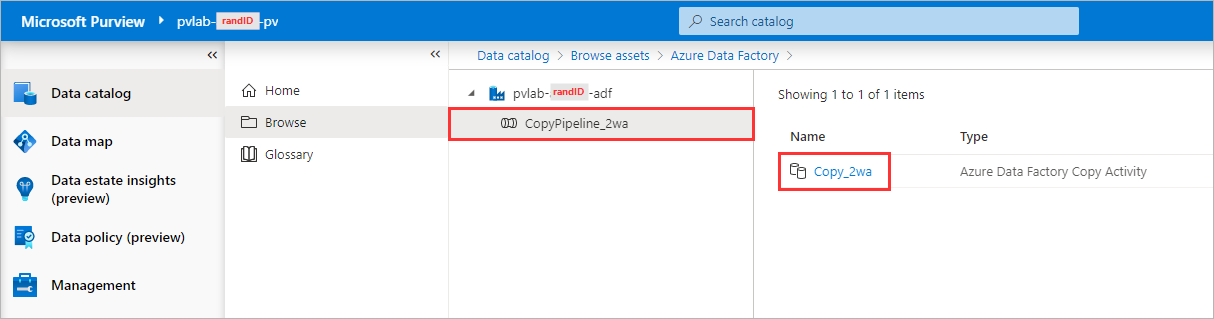 Microsoft Purview pvlab-randID-pv Search catalog
Data catalog
Data map
Data estate insights
(preview)
Data policy (preview)
Management
Home
Browse
Glossary
Data catalog Browse assets Azure Data Factory
pvlab-randID-adf
CopyPipeline_2wa
Showing 1 to 1 of 1 items
Name Type
Copy_2wa Azure Data Factory Copy Activity